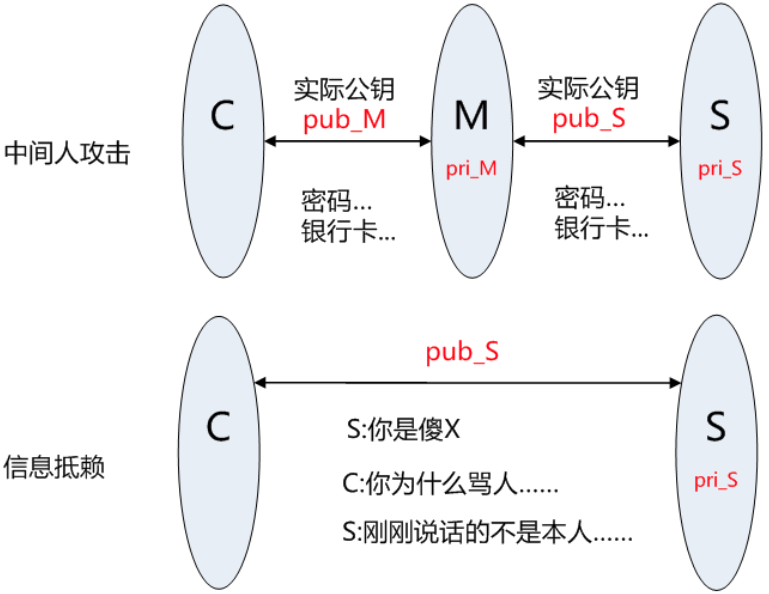 实际公钥
pub_M
实际公钥
pub_S
C
M
S
中间人攻击
pri_M
pri_S
密码...
银行卡...
密码...
银行卡...
pub_S
C
S
S:你是傻X
信息抵赖
C:你为什么骂人......
pri_S
S:刚刚说话的不是本人......